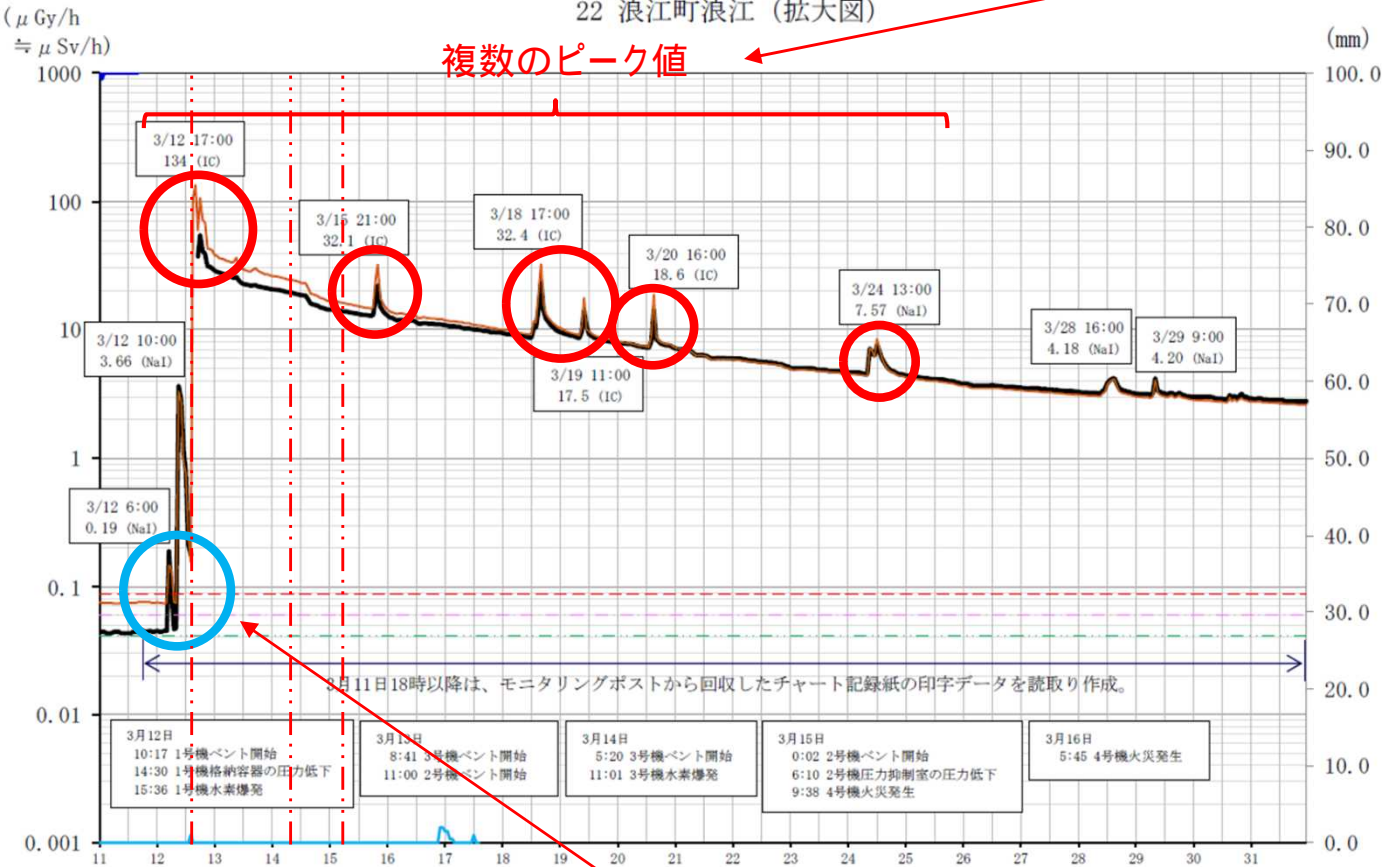 22 浪江町浪江（拡大図）
(μGy/h
≒μSv/h)
(mm)
複数のピーク値
1000
100
10
1
0.1
0.01
0.001
100.0
90.0
80.0
70.0
60.0
50.0
40.0
30.0
20.0
10.0
0.0
3/12 17:00
134 (IC)
3/15 21:00
32.1 (IC)
3/18 17:00
32.4 (IC)
3/20 16:00
18.6 (IC)
3/24 13:00
7.57 (NaI)
3/28 16:00
4.18 (NaI)
3/29 9:00
4.20 (NaI)
3/12 10:00
3.66 (NaI)
3/19 11:00
17.5 (IC)
3/12 6:00
0.19 (NaI)
3月11日18時以降は、モニタリングポストから回収したチャート記録紙の印字データを読取り作成。
3月12日
10:17 1号機ベント開始
14:30 1号機格納容器の圧力低下
15:36 1号機水素爆発
3月13日
8:41 3号機ベント開始
11:00 2号機ベント開始
3月14日
5:20 3号機ベント開始
11:01 3号機水素爆発
3月15日
0:02 2号機ベント開始
6:10 2号機圧力抑制室の圧力低下
9:38 4号機火災発生
3月16日
5:45 4号機火災発生
11 12 13 14 15 16 17 18 19 20 21 22 23 24 25 26 27 28 29 30 31